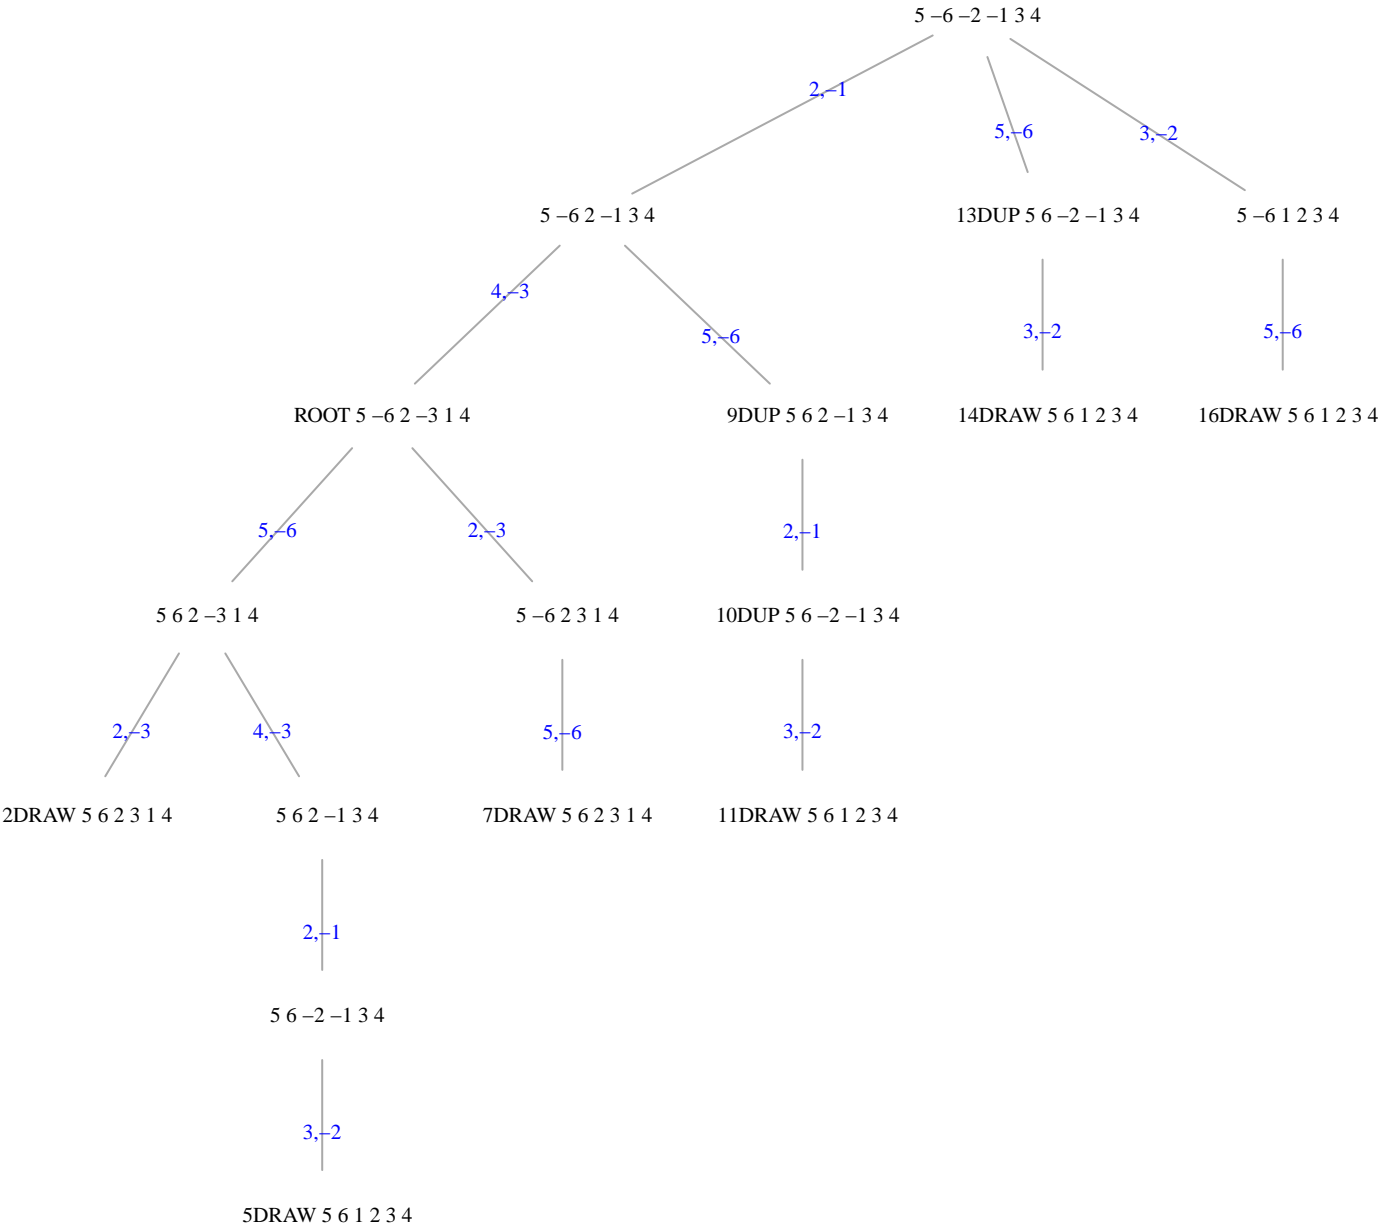 5 –6 –2 –1 3 4
2,–1
5,–6
3,–2
5 –6 2 –1 3 4
13DUP 5 6 –2 –1 3 4
5 –6 1 2 3 4
4,–3
5,–6
3,–2
5,–6
ROOT 5 –6 2 –3 1 4
9DUP 5 6 2 –1 3 4
14DRAW 5 6 1 2 3 4
16DRAW 5 6 1 2 3 4
5,–6
2,–3
2,–1
5 6 2 –3 1 4
5 –6 2 3 1 4
10DUP 5 6 –2 –1 3 4
2,–3
4,–3
5,–6
3,–2
2DRAW 5 6 2 3 1 4
5 6 2 –1 3 4
7DRAW 5 6 2 3 1 4
11DRAW 5 6 1 2 3 4
2,–1
5 6 –2 –1 3 4
3,–2
5DRAW 5 6 1 2 3 4